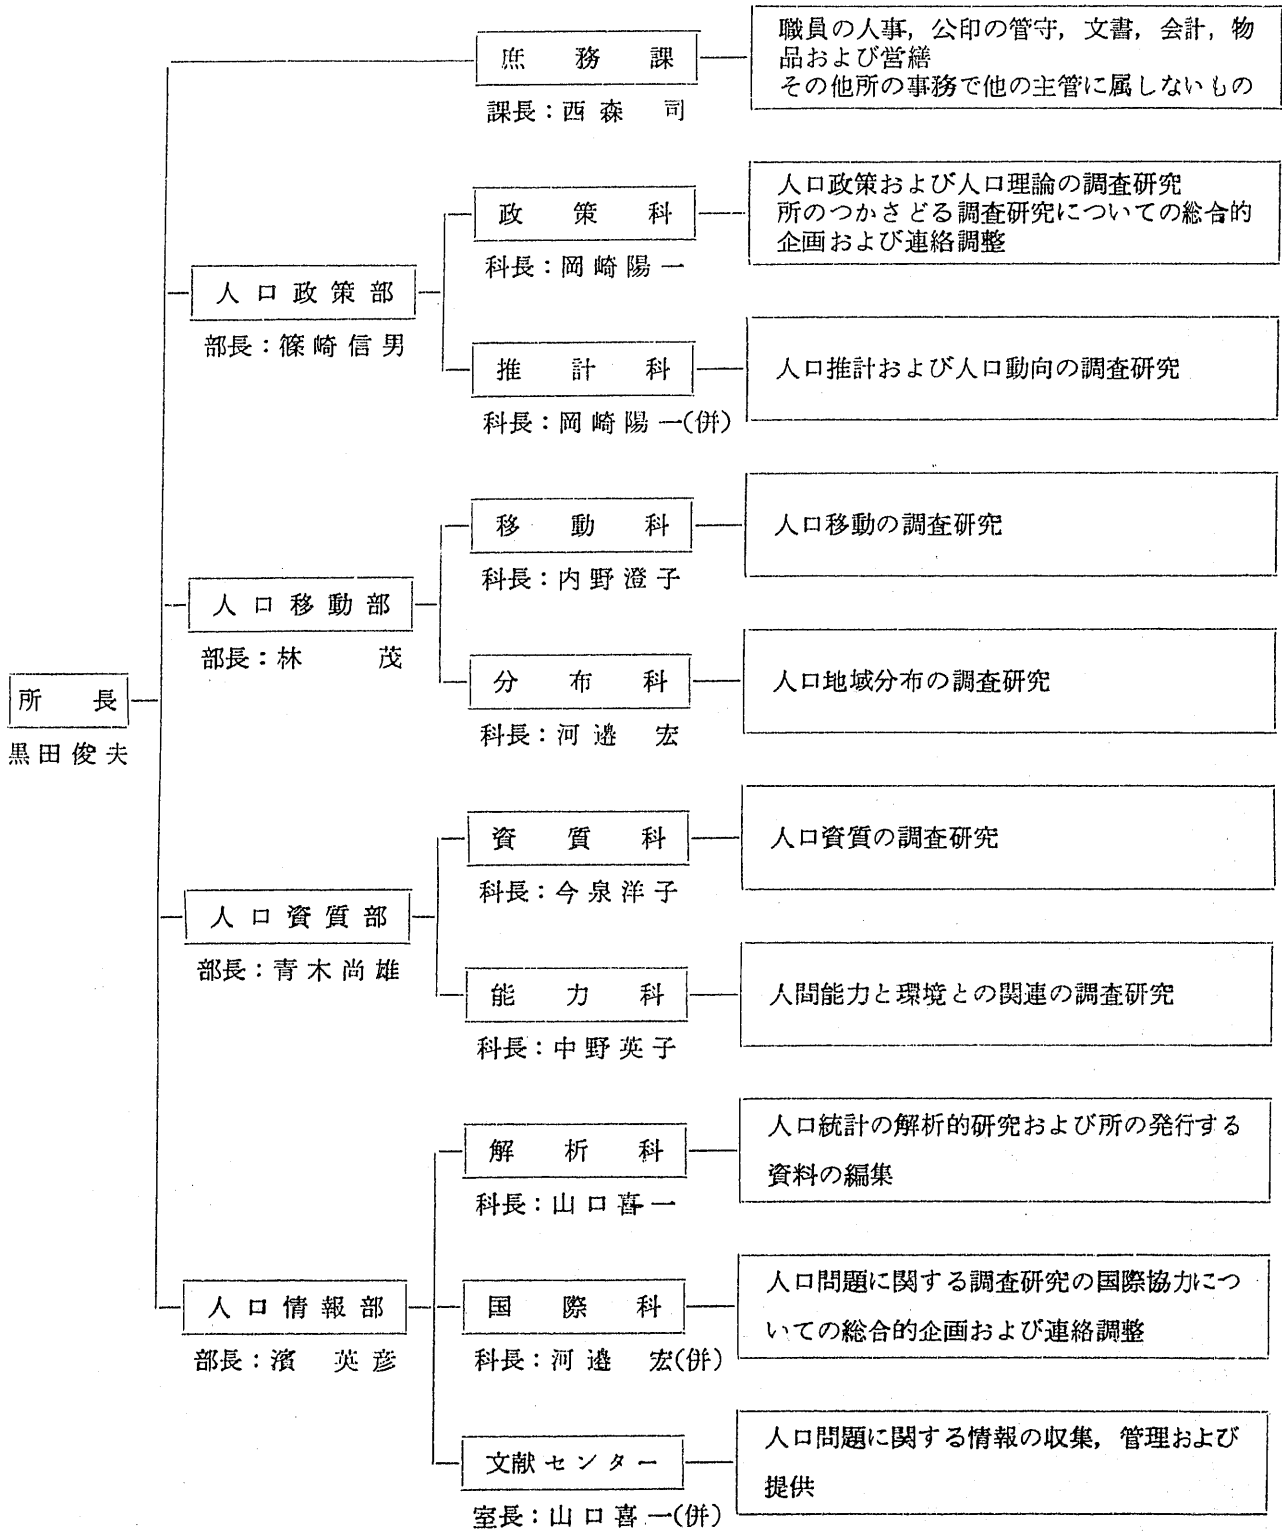 所長
黒田俊夫
庶務課
課長：西森 司
職員の人事，公印の管守，文書，会計，物
品および営繕
その他所の事務で他の主管に属しないもの
人口政策部
部長：篠崎信男
政策科
科長：岡崎陽一
人口政策および人口理論の調査研究
所のつかさどる調査研究についての総合的
企画および連絡調整
推計科
科長：岡崎陽一(併)
人口推計および人口動向の調査研究
人口移動部
部長：林 茂
移動科
科長：内野澄子
人口移動の調査研究
分布科
科長：河邉 宏
人口地域分布の調査研究
人口資質部
部長：青木尚雄
資質科
科長：今泉洋子
人口資質の調査研究
能力科
科長：中野英子
人間能力と環境との関連の調査研究
人口情報部
部長：濱 英彦
解析科
科長：山口喜一
人口統計の解析的研究および所の発行する
資料の編集
国際科
科長：河邉 宏(併)
人口問題に関する調査研究の国際協力につ
いての総合的企画および連絡調整
文献センター
室長：山口喜一(併)
人口問題に関する情報の収集，管理および
提供